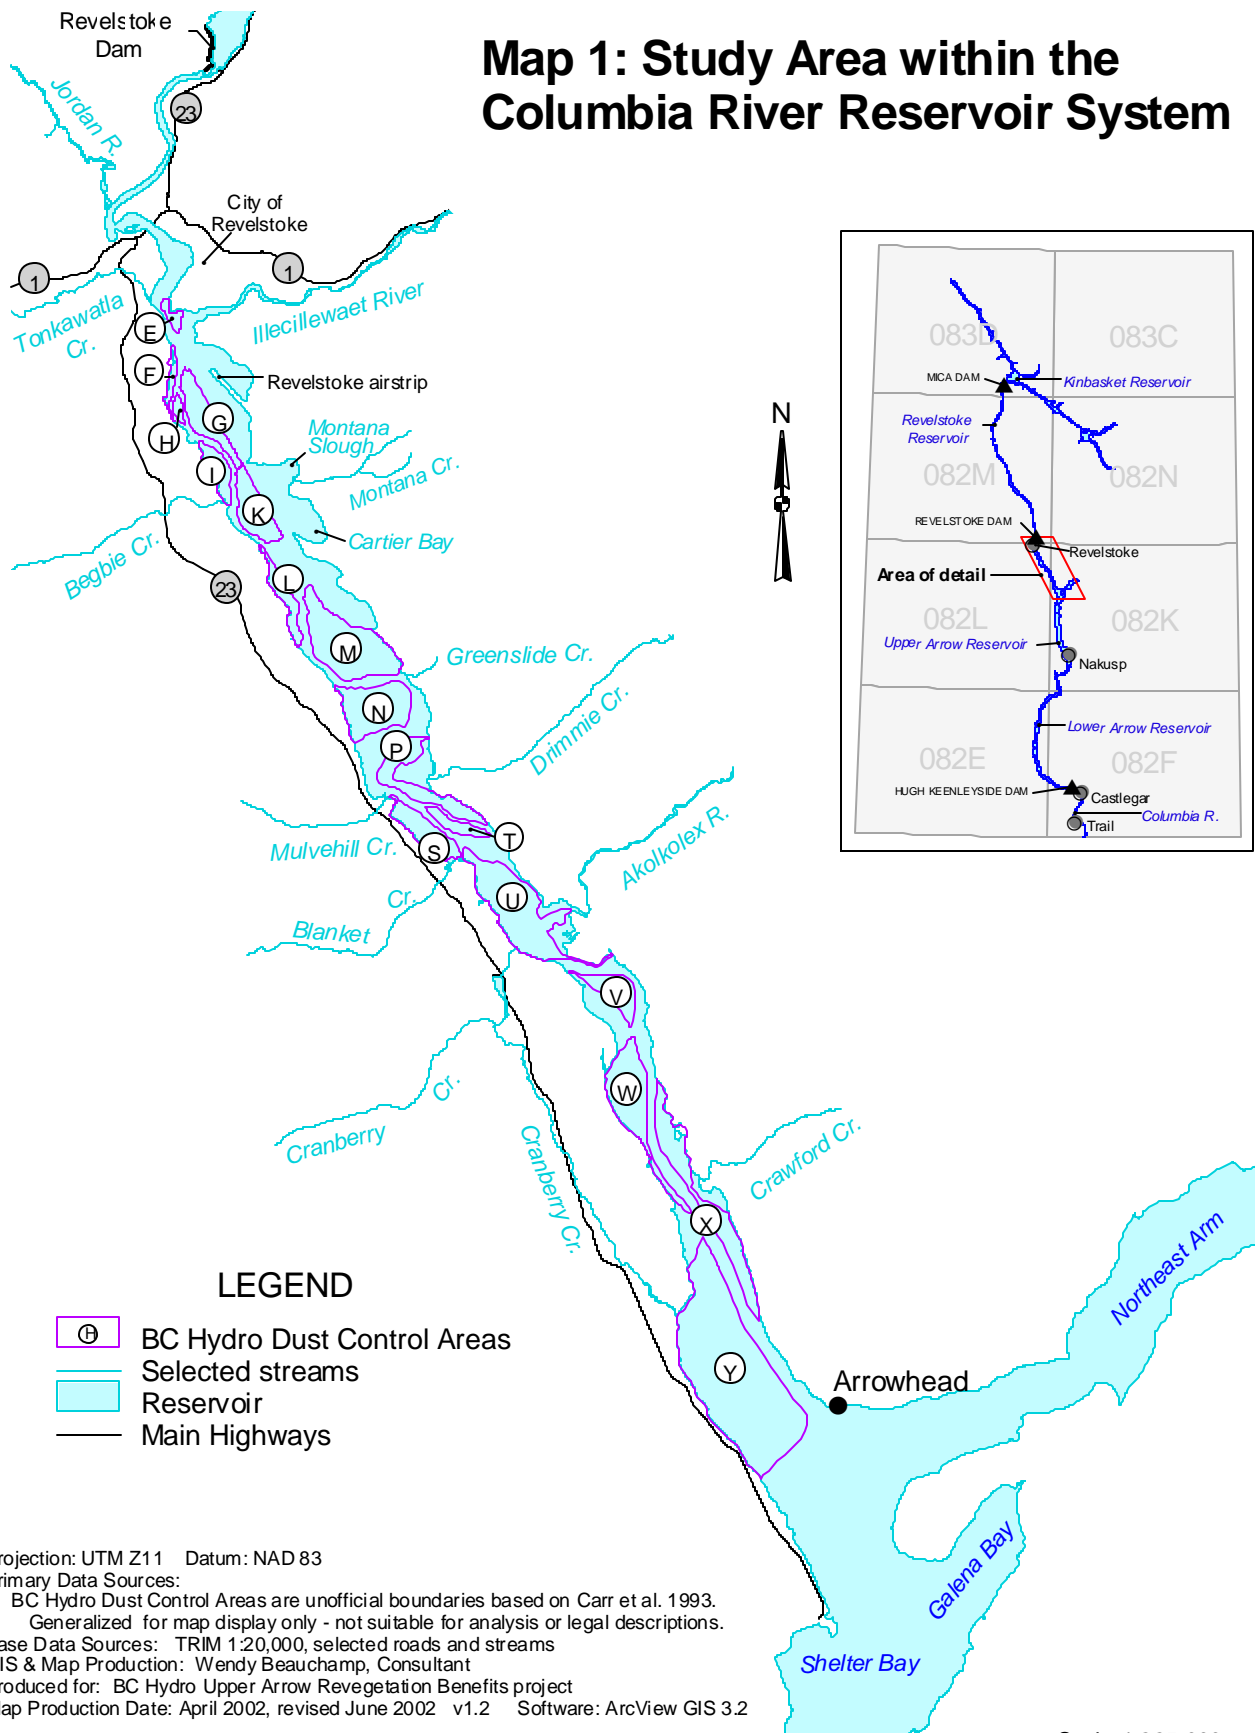 Map 1: Study Area within the
Columbia River Reservoir System
Revelstoke
Dam
Jordan R.
23
City of
Revelstoke
1
1
Tonkawatla
Cr.
Illecillewaet River
E
F
Revelstoke airstrip
G
H
Montana
Slough
I
Montana Cr.
K
Cartier Bay
Begbie Cr.
L
23
M
Greenslide Cr.
N
Drimmie Cr.
P
Mulvehill Cr.
S
T
Akolkolex R.
U
Cr.
Blanket
V
W
Cr.
Cranberry
Cranberry Cr.
Crawford Cr.
X
Northeast Arm
Y
Arrowhead
Galena Bay
Shelter Bay
N
083D
083C
MICA DAM
Kinbasket Reservoir
Revelstoke
Reservoir
082M
082N
REVELSTOKE DAM
Revelstoke
Area of detail
082L
082K
Upper Arrow Reservoir
Nakusp
Lower Arrow Reservoir
082E
082F
HUGH KEENLEYSIDE DAM
Castlegar
Columbia R.
Trail
LEGEND
H
BC Hydro Dust Control Areas
Selected streams
Reservoir
Main Highways
rojection: UTM Z11 Datum: NAD 83
rimary Data Sources:
BC Hydro Dust Control Areas are unofficial boundaries based on Carr et al. 1993.
Generalized for map display only - not suitable for analysis or legal descriptions.
ase Data Sources: TRIM 1:20,000, selected roads and streams
IS & Map Production: Wendy Beauchamp, Consultant
roduced for: BC Hydro Upper Arrow Revegetation Benefits project
ap Production Date: April 2002, revised June 2002 v1.2 Software: ArcView GIS 3.2